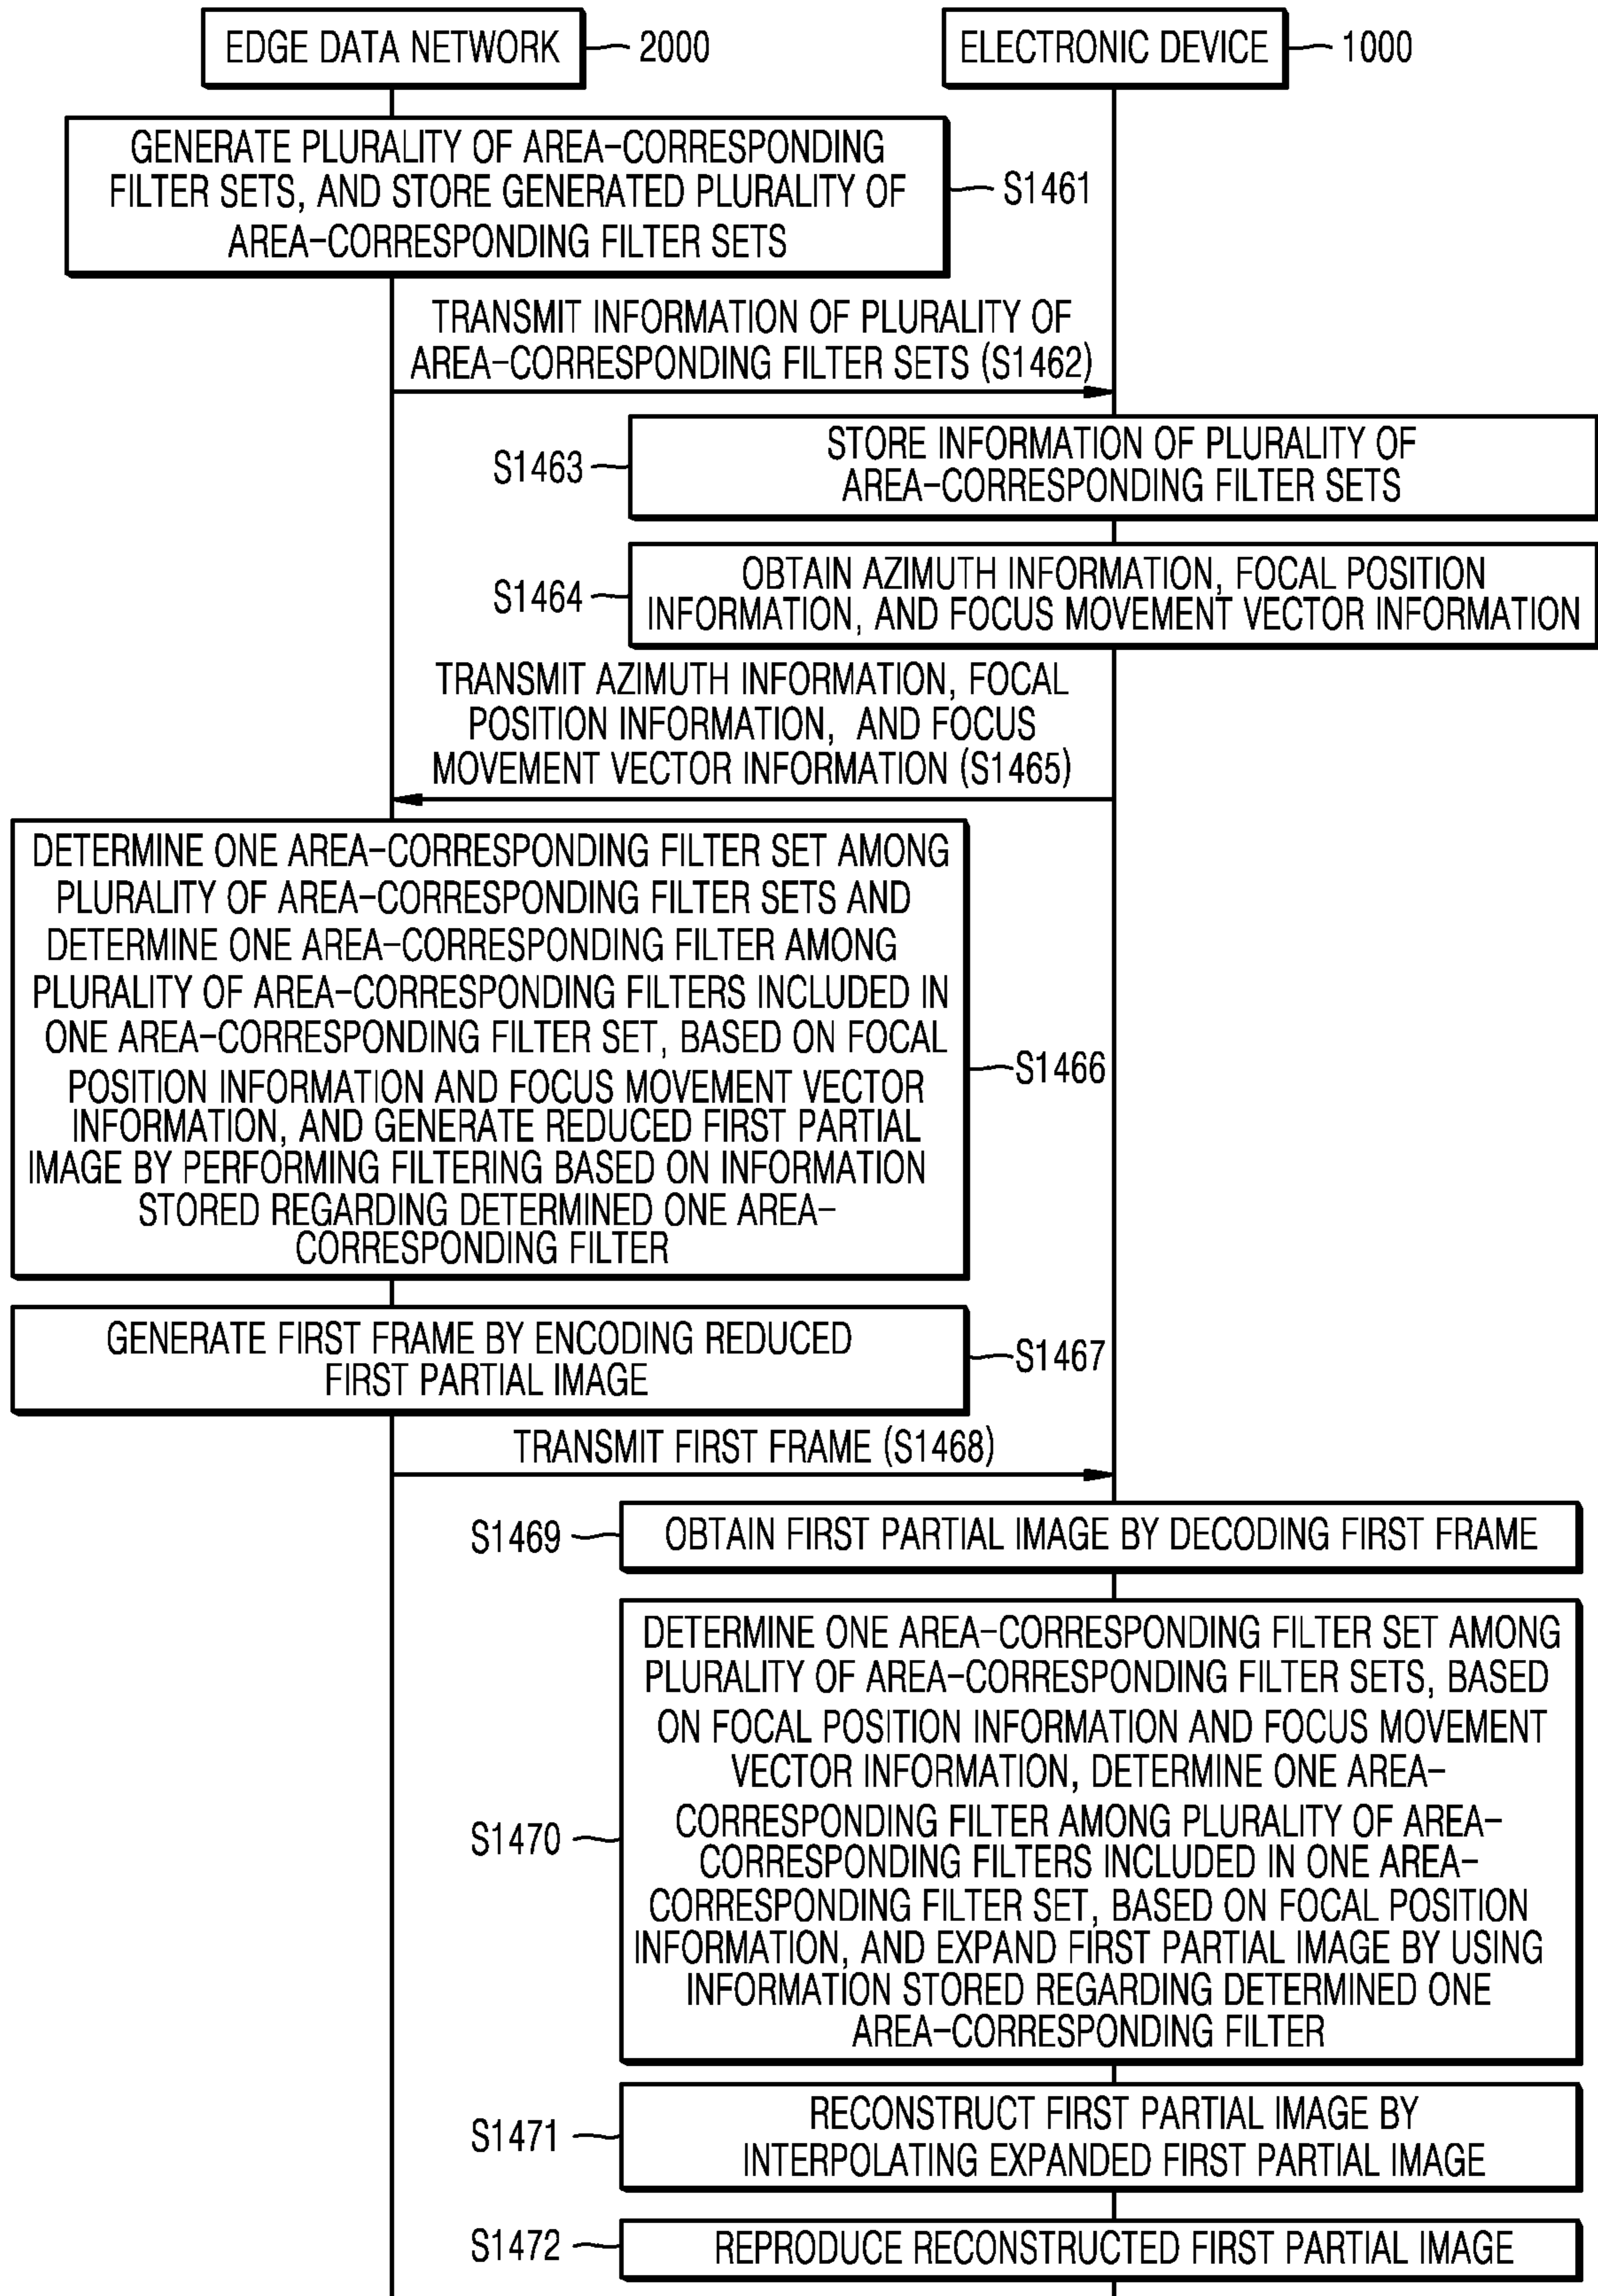 EDGE DATA NETWORK
2000
ELECTRONIC DEVICE
1000
GENERATE PLURALITY OF AREA-CORRESPONDING
FILTER SETS, AND STORE GENERATED PLURALITY OF
AREA-CORRESPONDING FILTER SETS
S1461
TRANSMIT INFORMATION OF PLURALITY OF
AREA-CORRESPONDING FILTER SETS (S1462)
S1463
STORE INFORMATION OF PLURALITY OF
AREA-CORRESPONDING FILTER SETS
S1464
OBTAIN AZIMUTH INFORMATION, FOCAL POSITION
INFORMATION, AND FOCUS MOVEMENT VECTOR INFORMATION
TRANSMIT AZIMUTH INFORMATION, FOCAL
POSITION INFORMATION, AND FOCUS
MOVEMENT VECTOR INFORMATION (S1465)
DETERMINE ONE AREA-CORRESPONDING FILTER SET AMONG
PLURALITY OF AREA-CORRESPONDING FILTER SETS AND
DETERMINE ONE AREA-CORRESPONDING FILTER AMONG
PLURALITY OF AREA-CORRESPONDING FILTERS INCLUDED IN
ONE AREA-CORRESPONDING FILTER SET, BASED ON FOCAL
POSITION INFORMATION AND FOCUS MOVEMENT VECTOR
INFORMATION, AND GENERATE REDUCED FIRST PARTIAL
IMAGE BY PERFORMING FILTERING BASED ON INFORMATION
STORED REGARDING DETERMINED ONE AREA-
CORRESPONDING FILTER
S1466
GENERATE FIRST FRAME BY ENCODING REDUCED
FIRST PARTIAL IMAGE
S1467
TRANSMIT FIRST FRAME (S1468)
S1469
OBTAIN FIRST PARTIAL IMAGE BY DECODING FIRST FRAME
S1470
DETERMINE ONE AREA-CORRESPONDING FILTER SET AMONG
PLURALITY OF AREA-CORRESPONDING FILTER SETS, BASED
ON FOCAL POSITION INFORMATION AND FOCUS MOVEMENT
VECTOR INFORMATION, DETERMINE ONE AREA-
CORRESPONDING FILTER AMONG PLURALITY OF AREA-
CORRESPONDING FILTERS INCLUDED IN ONE AREA-
CORRESPONDING FILTER SET, BASED ON FOCAL POSITION
INFORMATION, AND EXPAND FIRST PARTIAL IMAGE BY USING
INFORMATION STORED REGARDING DETERMINED ONE
AREA-CORRESPONDING FILTER
S1471
RECONSTRUCT FIRST PARTIAL IMAGE BY
INTERPOLATING EXPANDED FIRST PARTIAL IMAGE
S1472
REPRODUCE RECONSTRUCTED FIRST PARTIAL IMAGE